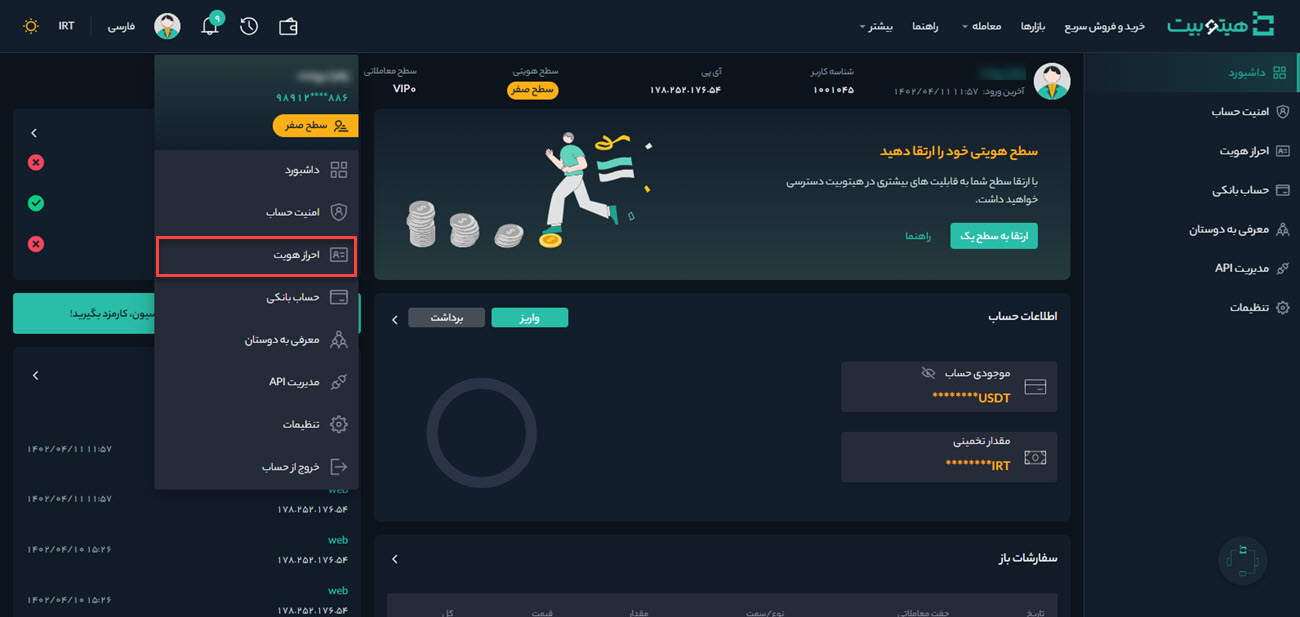 هیتوبیت
خرید و فروش سریع
بازارها
معامله
راهنما
بیشتر
۹
فارسی
IRT
داشبورد
امنیت حساب
احراز هویت
حساب بانکی
معرفی به دوستان
مدیریت API
تنظیمات
آخرین ورود: ۱۴۰۲/۰۴/۱۱ ۱۱:۵۷
شناسه کاربر
۱۰۰۱۰۴۵
آی پی
۱۷۸.۲۵۲.۱۷۶.۵۴
سطح هویتی
سطح صفر
سطح معاملاتی
VIP۰
سطح هویتی خود را ارتقا دهید
با ارتقا سطح شما به قابلیت های بیشتری در هیتوبیت دسترسی
خواهید داشت.
ارتقا به سطح یک
راهنما
اطلاعات حساب
واریز
برداشت
موجودی حساب
********USDT
مقدار تخمینی
********IRT
سفارشات باز
تاریخ
جفت معاملاتی
نوع/سمت
مقدار
قیمت
کل
۹۸۹۱۲****۸۸۶
سطح صفر
داشبورد
امنیت حساب
احراز هویت
حساب بانکی
معرفی به دوستان
مدیریت API
تنظیمات
خروج از حساب
کارمزد بگیرید!
۱۴۰۲/۰۴/۱۱ ۱۱:۵۷
web
۱۷۸.۲۵۲.۱۷۶.۵۴
۱۴۰۲/۰۴/۱۱ ۱۱:۵۷
web
۱۷۸.۲۵۲.۱۷۶.۵۴
۱۴۰۲/۰۴/۱۰ ۱۵:۲۶
web
۱۷۸.۲۵۲.۱۷۶.۵۴
۱۴۰۲/۰۴/۱۰ ۱۵:۲۶